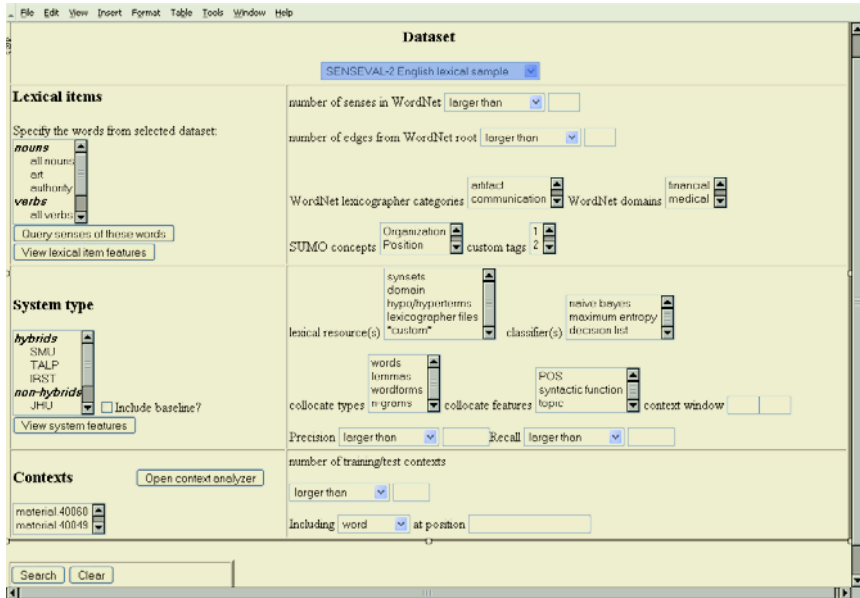 File Edit View Insert Format Table Tools Window Help
Dataset
SENSEVAL-2 English lexical sample
Lexical items
Specify the words from selected dataset:
nouns
all nouns
art
authority
verbs
all verbs
Query senses of these words
View lexical item features
number of senses in WordNet larger than
number of edges from WordNet root larger than
WordNet lexicographer categories artifact communication WordNet domains financial medical
SUMO concepts Organization Position custom tags 1 2
System type
hybrids
SMU
TALP
IRST
non-hybrids
JHU
Include baseline?
View system features
lexical resource(s)
synsets
domain
hypo/hyperterms
lexicographer files
"custom"
classifier(s)
naive bayes
maximum entropy
decision list
collocate types
words
lemmas
wordforms
n-grams
collocate features
POS
syntactic function
topic
context window
Precision larger than Recall larger than
Contexts
Open context analyzer
material 40060
material 40049
number of training/test contexts
larger than
Including word at position
Search Clear